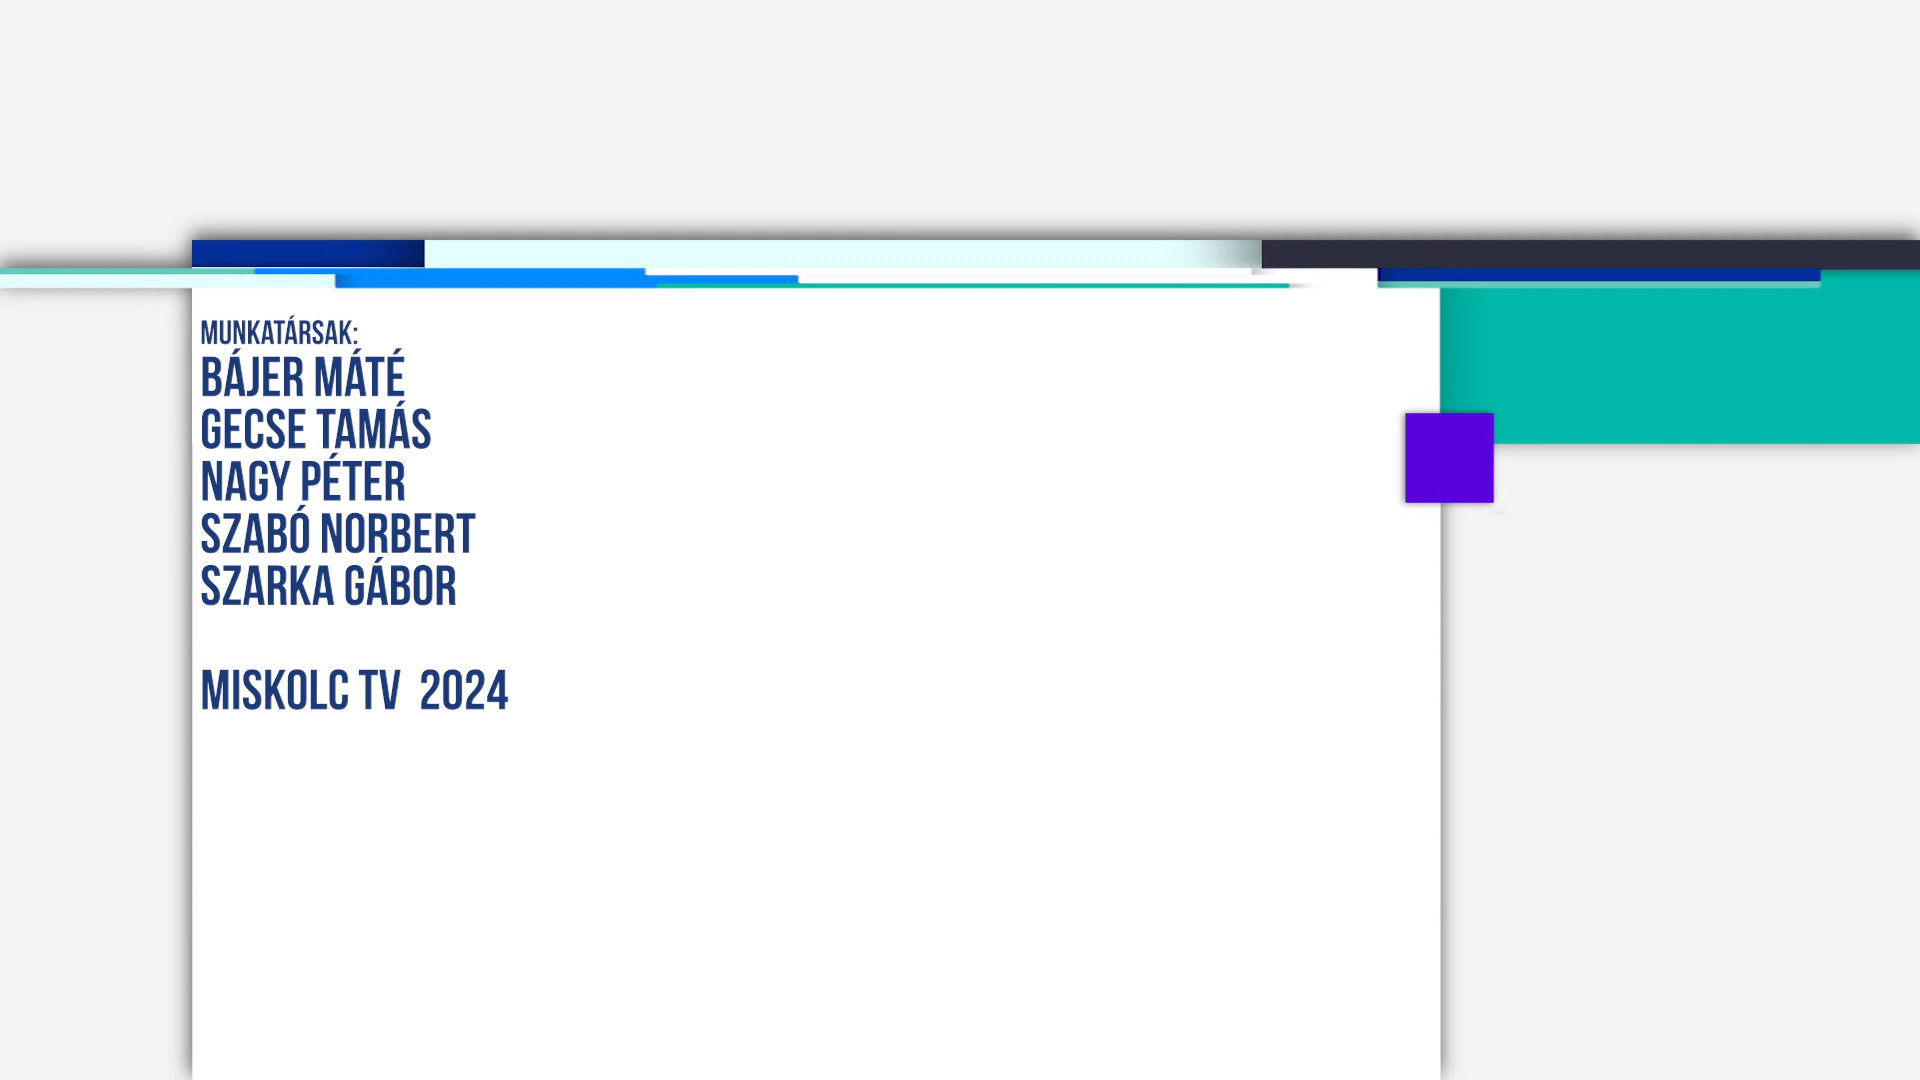 MUNKATÁRSAK:
BÁJER MÁTÉ
GECSE TAMÁS
NAGY PÉTER
SZABÓ NORBERT
SZARKA GÁBOR
MISKOLC TV  2024